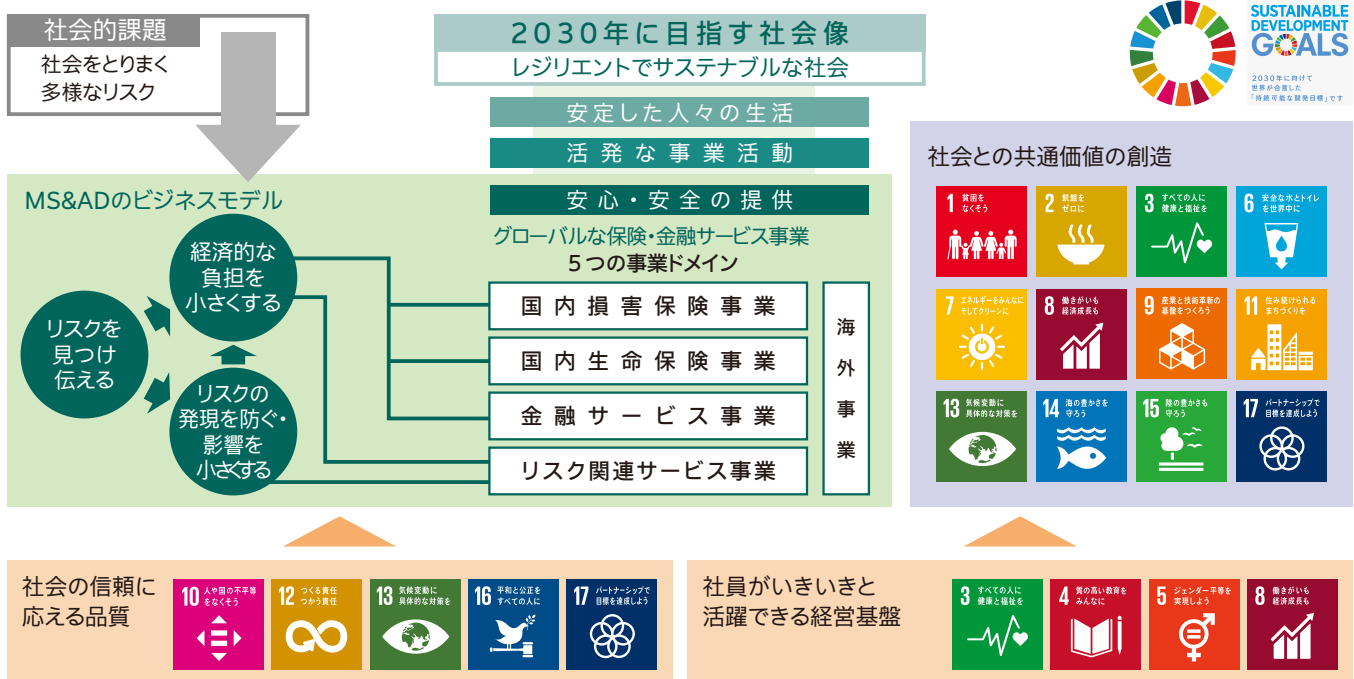 社会的課題
社会をとりまく
多様なリスク
2030年に目指す社会像
レジリエントでサステナブルな社会
安定した人々の生活
活発な事業活動
SUSTAINABLE
DEVELOPMENT
GOALS
2030年に向けて
世界が合意した
「持続可能な開発目標」です
MS&ADのビジネスモデル
リスクを
見つけ
伝える
経済的な
負担を
小さくする
リスクの
発現を防ぐ・
影響を
小さくする
安心・安全の提供
グローバルな保険・金融サービス事業
5つの事業ドメイン
国内損害保険事業
国内生命保険事業
金融サービス事業
リスク関連サービス事業
海外事業
社会との共通価値の創造
1 貧困を
なくそう
2 飢餓を
ゼロに
3 すべての人に
健康と福祉を
6 安全な水とトイレ
を世界中に
7 エネルギーをみんなに
そしてクリーンに
8 働きがいも
経済成長も
9 産業と技術革新の
基盤をつくろう
11 住み続けられる
まちづくりを
13 気候変動に
具体的な対策を
14 海の豊かさを
守ろう
15 陸の豊かさも
守ろう
17 パートナーシップで
目標を達成しよう
社会の信頼に
応える品質
10 人や国の不平等
をなくそう
12 つくる責任
つかう責任
13 気候変動に
具体的な対策を
16 平和と公正を
すべての人に
17 パートナーシップで
目標を達成しよう
社員がいきいきと
活躍できる経営基盤
3 すべての人に
健康と福祉を
4 質の高い教育を
みんなに
5 ジェンダー平等を
実現しよう
8 働きがいも
経済成長も